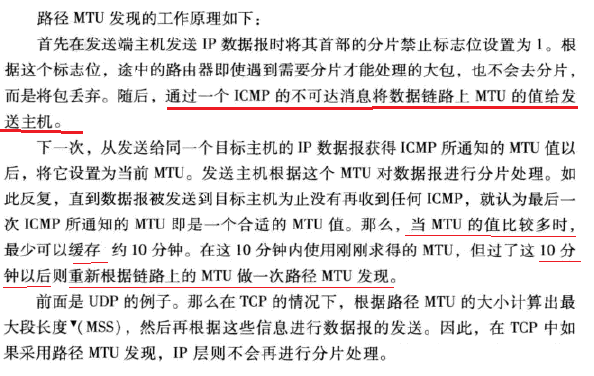 路径 MTU 发现的工作原理如下：
首先在发送端主机发送 IP 数据报时将其首部的分片禁止标志位设置为 1。根
据这个标志位，途中的路由器即使遇到需要分片才能处理的大包，也不会去分片，
而是将包丢弃。随后，通过一个 ICMP 的不可达消息将数据链路上 MTU 的值给发
送主机。
下一次，从发送给同一个目标主机的 IP 数据报获得 ICMP 所通知的 MTU 值以
后，将它设置为当前 MTU。发送主机根据这个 MTU 对数据报进行分片处理。如
此反复，直到数据报被发送到目标主机为止没有再收到任何 ICMP，就认为最后一
次 ICMP 所通知的 MTU 即是一个合适的 MTU 值。那么，当 MTU 的值比较多时，
最少可以缓存 约 10 分钟。在这 10 分钟内使用刚刚求得的 MTU，但过了这 10 分
钟以后则重新根据链路上的 MTU 做一次路径 MTU 发现。
前面是 UDP 的例子。那么在 TCP 的情况下，根据路径 MTU 的大小计算出最
大段长度▼(MSS)，然后再根据这些信息进行数据报的发送。因此，在 TCP 中如
果采用路径 MTU 发现，IP 层则不会再进行分片处理。